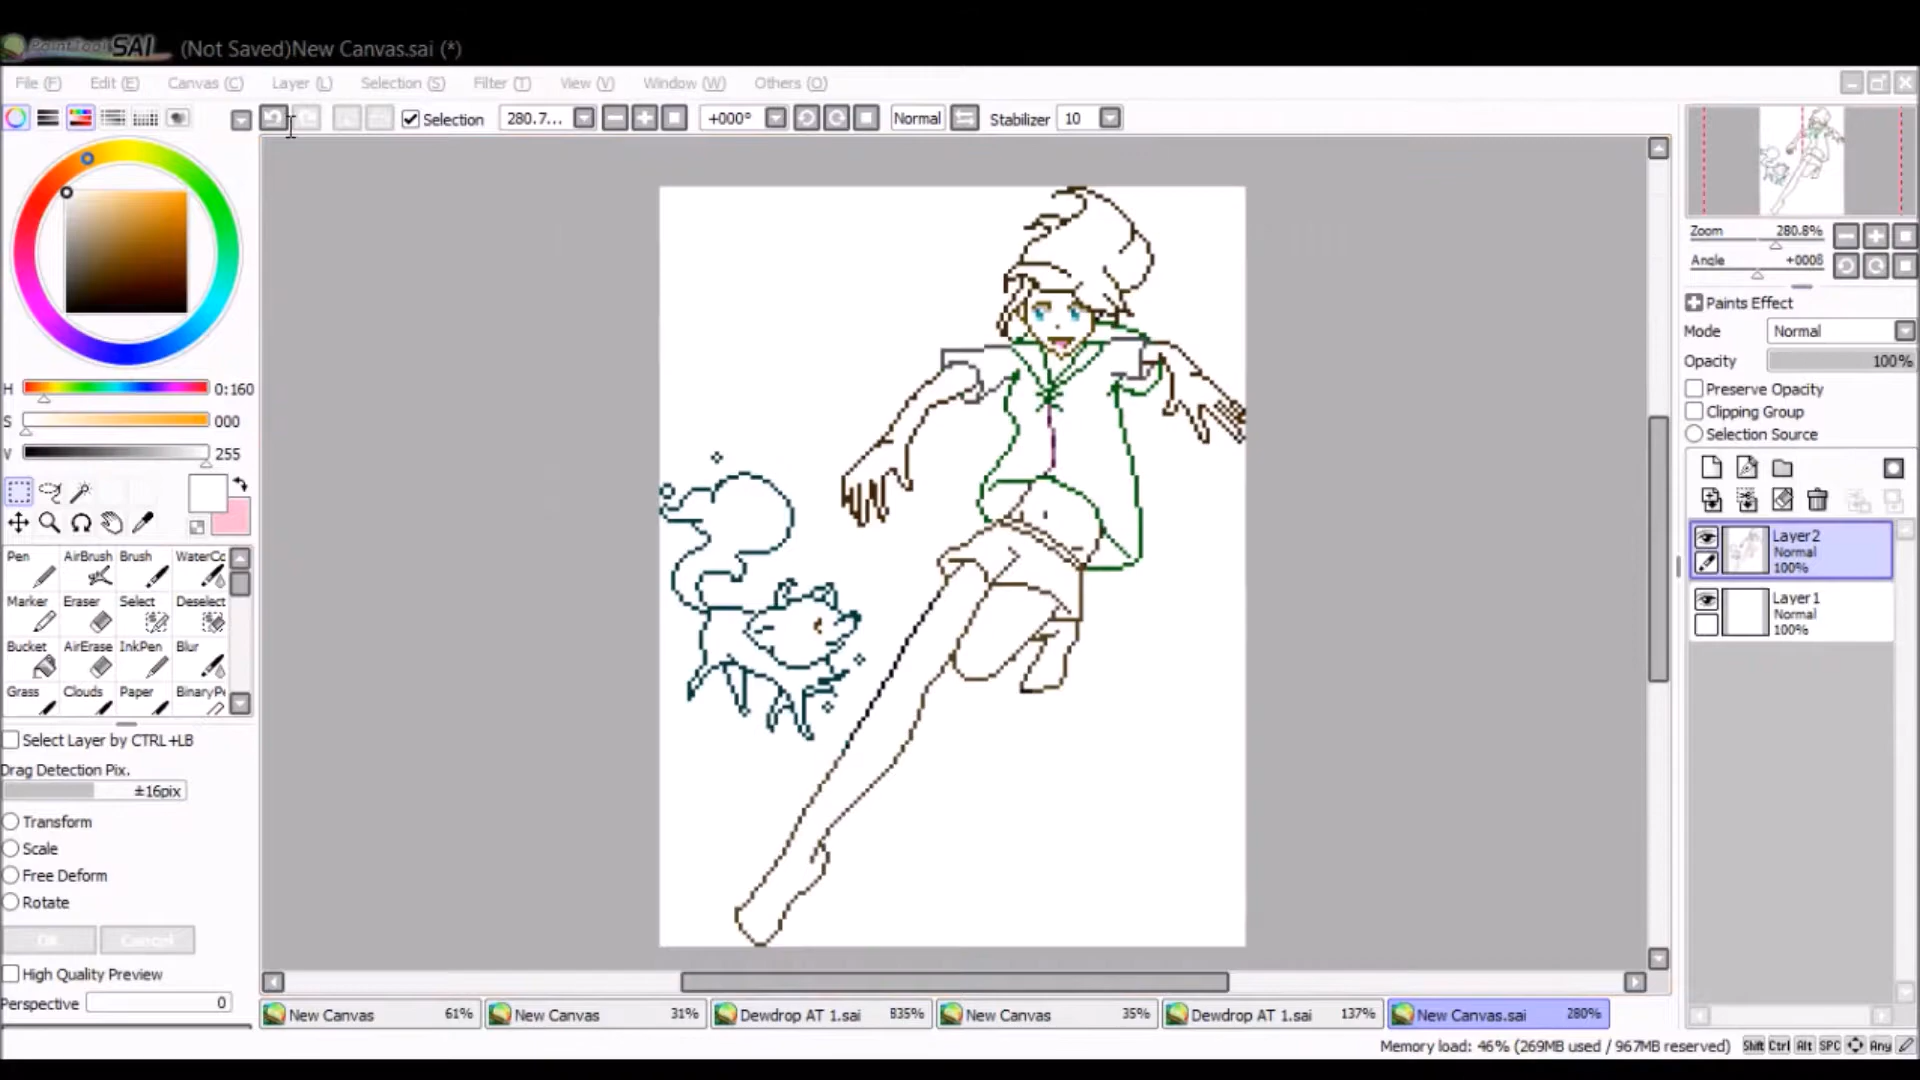 PaintTool SAI (Not Saved)New Canvas.sai (*)
File (F) Edit (E) Canvas (C) Layer (L) Selection (S) Filter (T) View (V) Window (W) Others (O)
Selection 280.7... +000° Normal Stabilizer 10
Zoom 280.8%
Angle +000
Paints Effect
Mode Normal
Opacity 100%
Preserve Opacity
Clipping Group
Selection Source
H 0:160
S 000
V 255
Pen AirBrush Brush WaterCo
Marker Eraser Select Deselect
Bucket AirErase InkPen Blur
Grass Clouds Paper BinaryPe
Layer2
Normal
100%
Layer1
Normal
100%
Select Layer by CTRL+LB
Drag Detection Pix.
±16pix
Transform
Scale
Free Deform
Rotate
OK Cancel
High Quality Preview
Perspective 0
New Canvas 61% New Canvas 31% Dewdrop AT 1.sai 835% New Canvas 35% Dewdrop AT 1.sai 137% New Canvas.sai 280%
Memory load: 46% (269MB used / 967MB reserved) Shift Ctrl Alt SPC Any